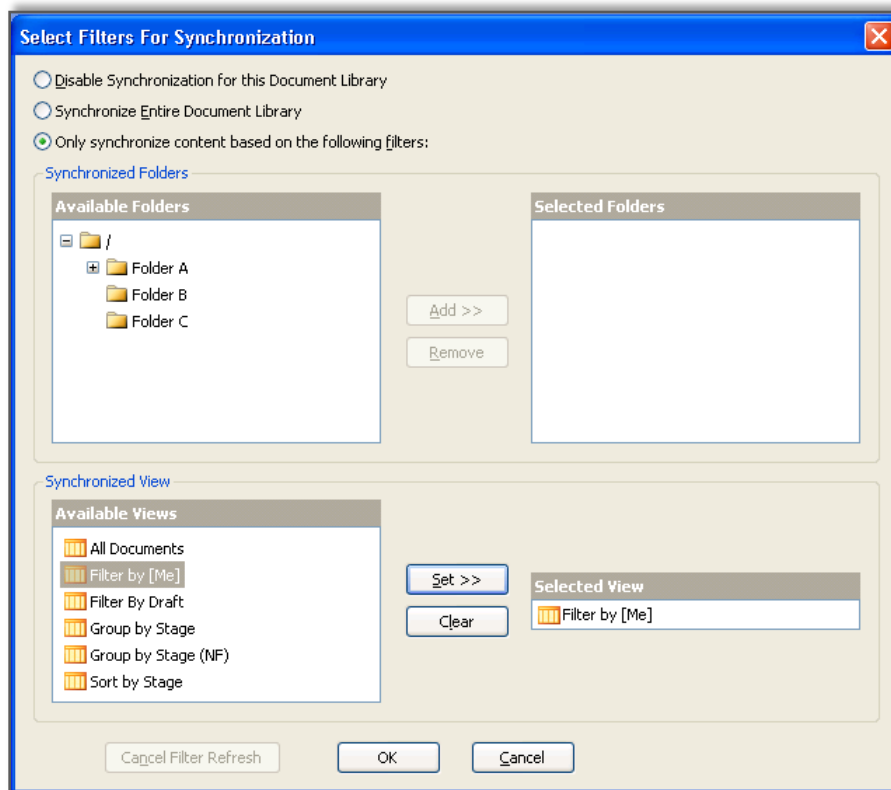 Select Filters For Synchronization
Disable Synchronization for this Document Library
Synchronize Entire Document Library
Only synchronize content based on the following filters:
Synchronized Folders
Available Folders
Selected Folders
/
Folder A
Folder B
Folder C
Add >>
Remove
Synchronized View
Available Views
All Documents
Filter by [Me]
Filter By Draft
Group by Stage
Group by Stage (NF)
Sort by Stage
Set >>
Clear
Selected View
Filter by [Me]
Cancel Filter Refresh
OK
Cancel